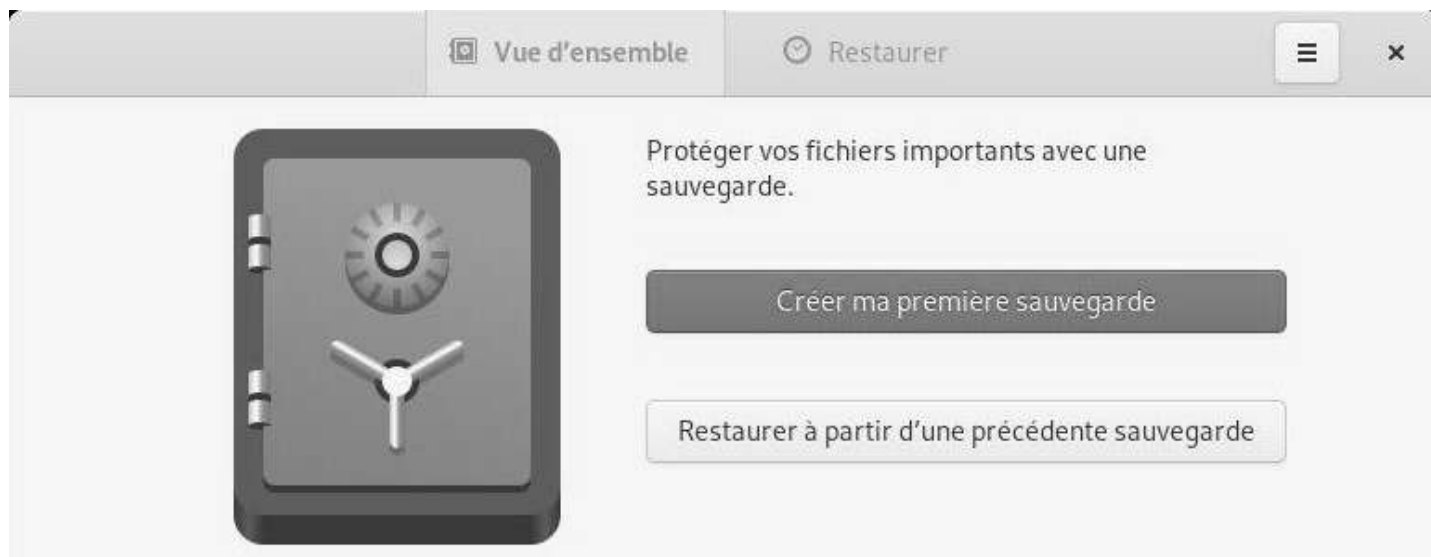 Vue d’ensemble
Restaurer
Protéger vos fichiers importants avec une
sauvegarde.
Créer ma première sauvegarde
Restaurer à partir d’une précédente sauvegarde